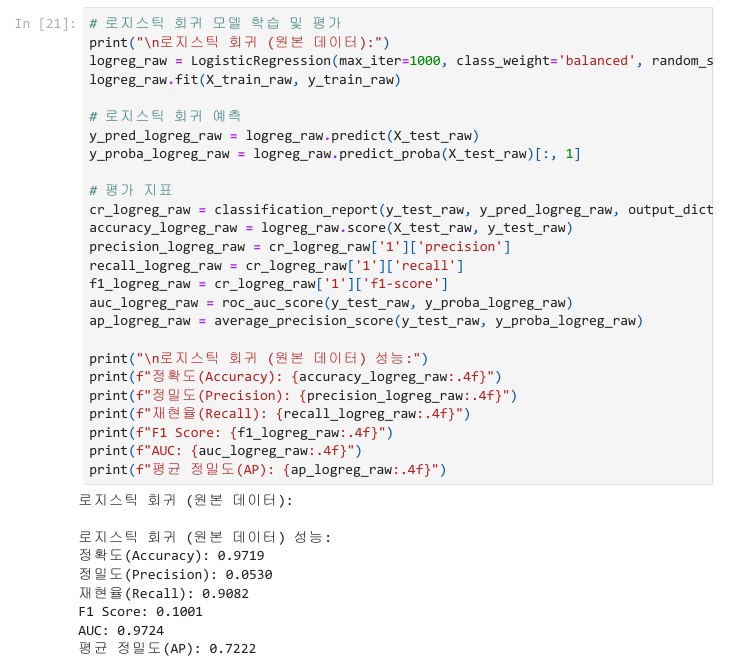 In [21]: # 로지스틱 회귀 모델 학습 및 평가
print("\n로지스틱 회귀 (원본 데이터):")
logreg_raw = LogisticRegression(max_iter=1000, class_weight='balanced', random_s
logreg_raw.fit(X_train_raw, y_train_raw)
# 로지스틱 회귀 예측
y_pred_logreg_raw = logreg_raw.predict(X_test_raw)
y_proba_logreg_raw = logreg_raw.predict_proba(X_test_raw)[:, 1]
# 평가 지표
cr_logreg_raw = classification_report(y_test_raw, y_pred_logreg_raw, output_dict
accuracy_logreg_raw = logreg_raw.score(X_test_raw, y_test_raw)
precision_logreg_raw = cr_logreg_raw['1']['precision']
recall_logreg_raw = cr_logreg_raw['1']['recall']
f1_logreg_raw = cr_logreg_raw['1']['f1-score']
auc_logreg_raw = roc_auc_score(y_test_raw, y_proba_logreg_raw)
ap_logreg_raw = average_precision_score(y_test_raw, y_proba_logreg_raw)
print("\n로지스틱 회귀 (원본 데이터) 성능:")
print(f"정확도(Accuracy): {accuracy_logreg_raw:.4f}")
print(f"정밀도(Precision): {precision_logreg_raw:.4f}")
print(f"재현율(Recall): {recall_logreg_raw:.4f}")
print(f"F1 Score: {f1_logreg_raw:.4f}")
print(f"AUC: {auc_logreg_raw:.4f}")
print(f"평균 정밀도(AP): {ap_logreg_raw:.4f}")
로지스틱 회귀 (원본 데이터):
로지스틱 회귀 (원본 데이터) 성능:
정확도(Accuracy): 0.9719
정밀도(Precision): 0.0530
재현율(Recall): 0.9082
F1 Score: 0.1001
AUC: 0.9724
평균 정밀도(AP): 0.7222